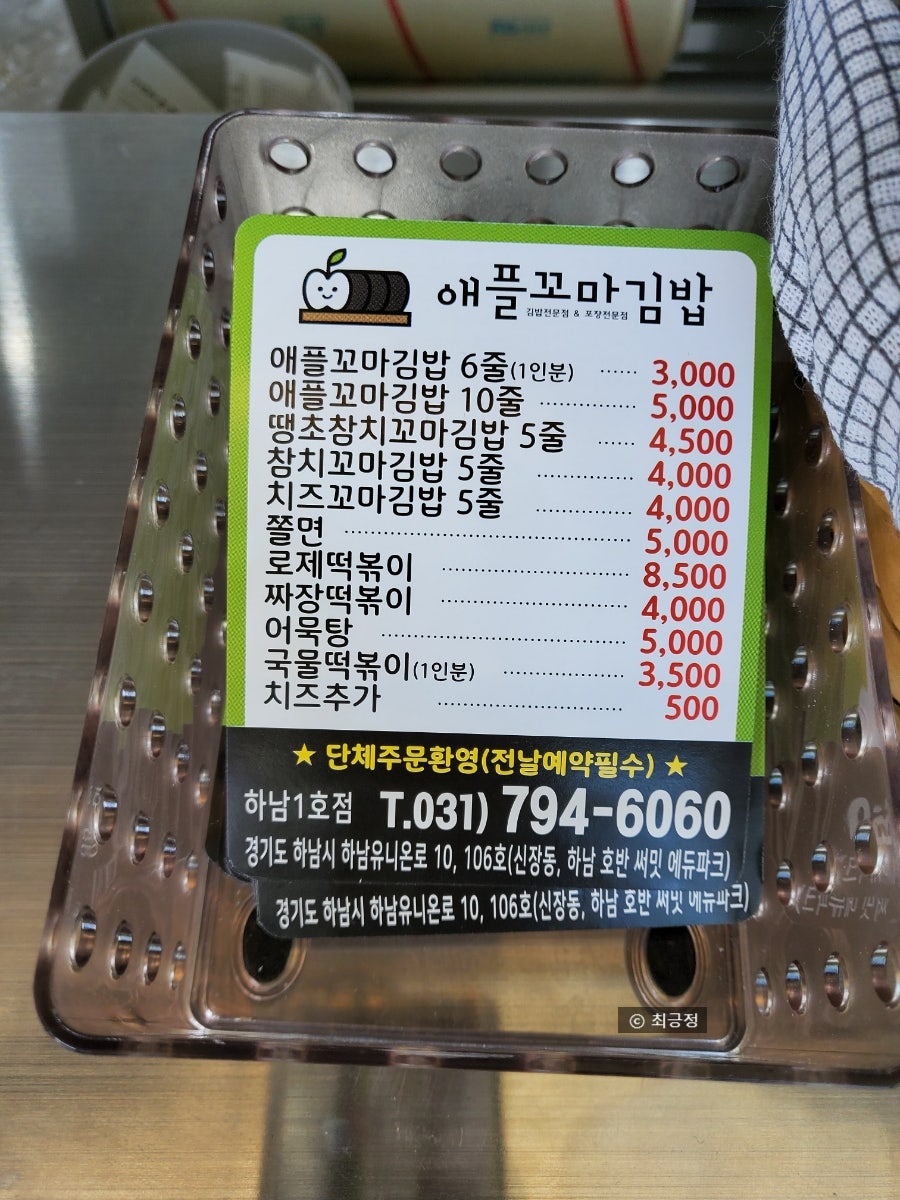 애플꼬마김밥
김밥전문점 & 포장전문점
애플꼬마김밥 6줄(1인분) ...... 3,000
애플꼬마김밥 10줄 ............... 5,000
땡초참치꼬마김밥 5줄 ...... 4,500
참치꼬마김밥 5줄 ............... 4,000
치즈꼬마김밥 5줄 ............... 4,000
쫄면 ............................................. 5,000
로제떡볶이 .............................. 8,500
짜장떡볶이 .............................. 4,000
어묵탕 ....................................... 5,000
국물떡볶이(1인분) .................. 3,500
치즈추가 .............................. 500
★ 단체주문환영(전날예약필수) ★
하남1호점 T.031) 794-6060
경기도 하남시 하남유니온로 10, 106호(신장동, 하남 호반 써밋 에듀파크)
경기도 하남시 하남유니온로 10, 106호(신장동, 하남 호반 써밋 에듀파크)
© 최긍정